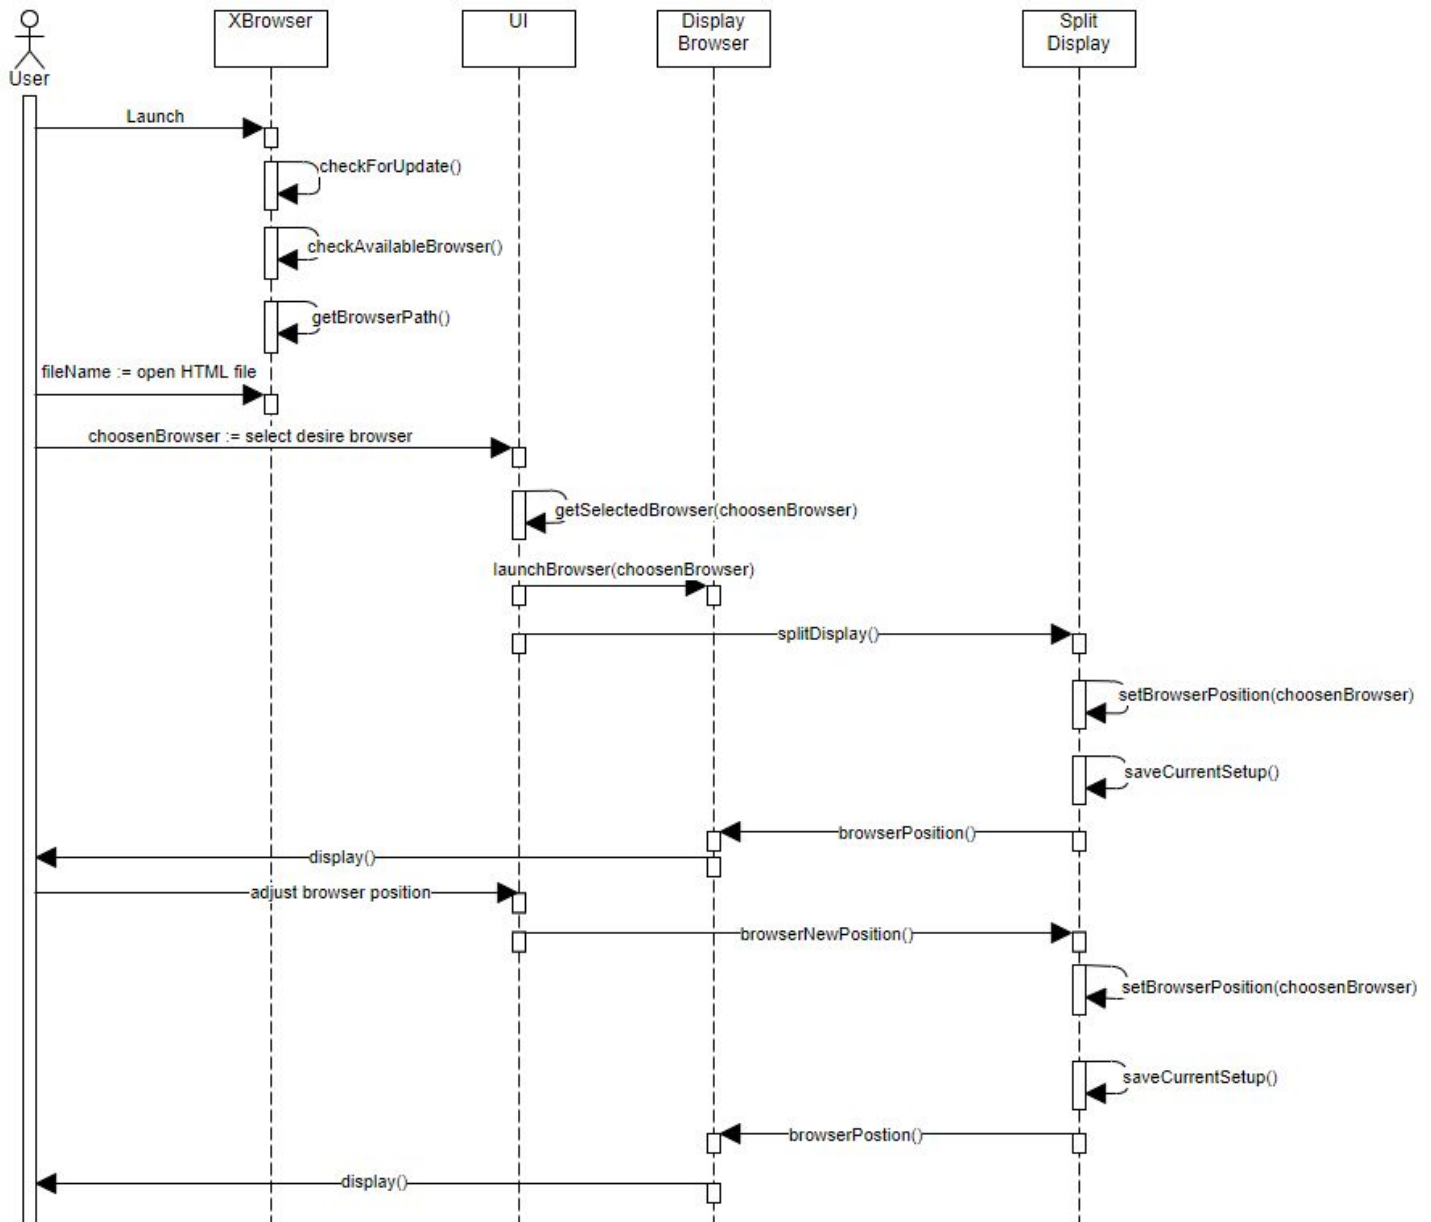 XBrowser
UI
Display
Browser
Split
Display
User
Launch
checkForUpdate()
checkAvailableBrowser()
getBrowserPath()
fileName := open HTML file
choosenBrowser := select desire browser
getSelectedBrowser(choosenBrowser)
launchBrowser(choosenBrowser)
splitDisplay()
setBrowserPosition(choosenBrowser)
saveCurrentSetup()
browserPosition()
display()
adjust browser position
browserNewPosition()
setBrowserPosition(choosenBrowser)
saveCurrentSetup()
browserPostion()
display()